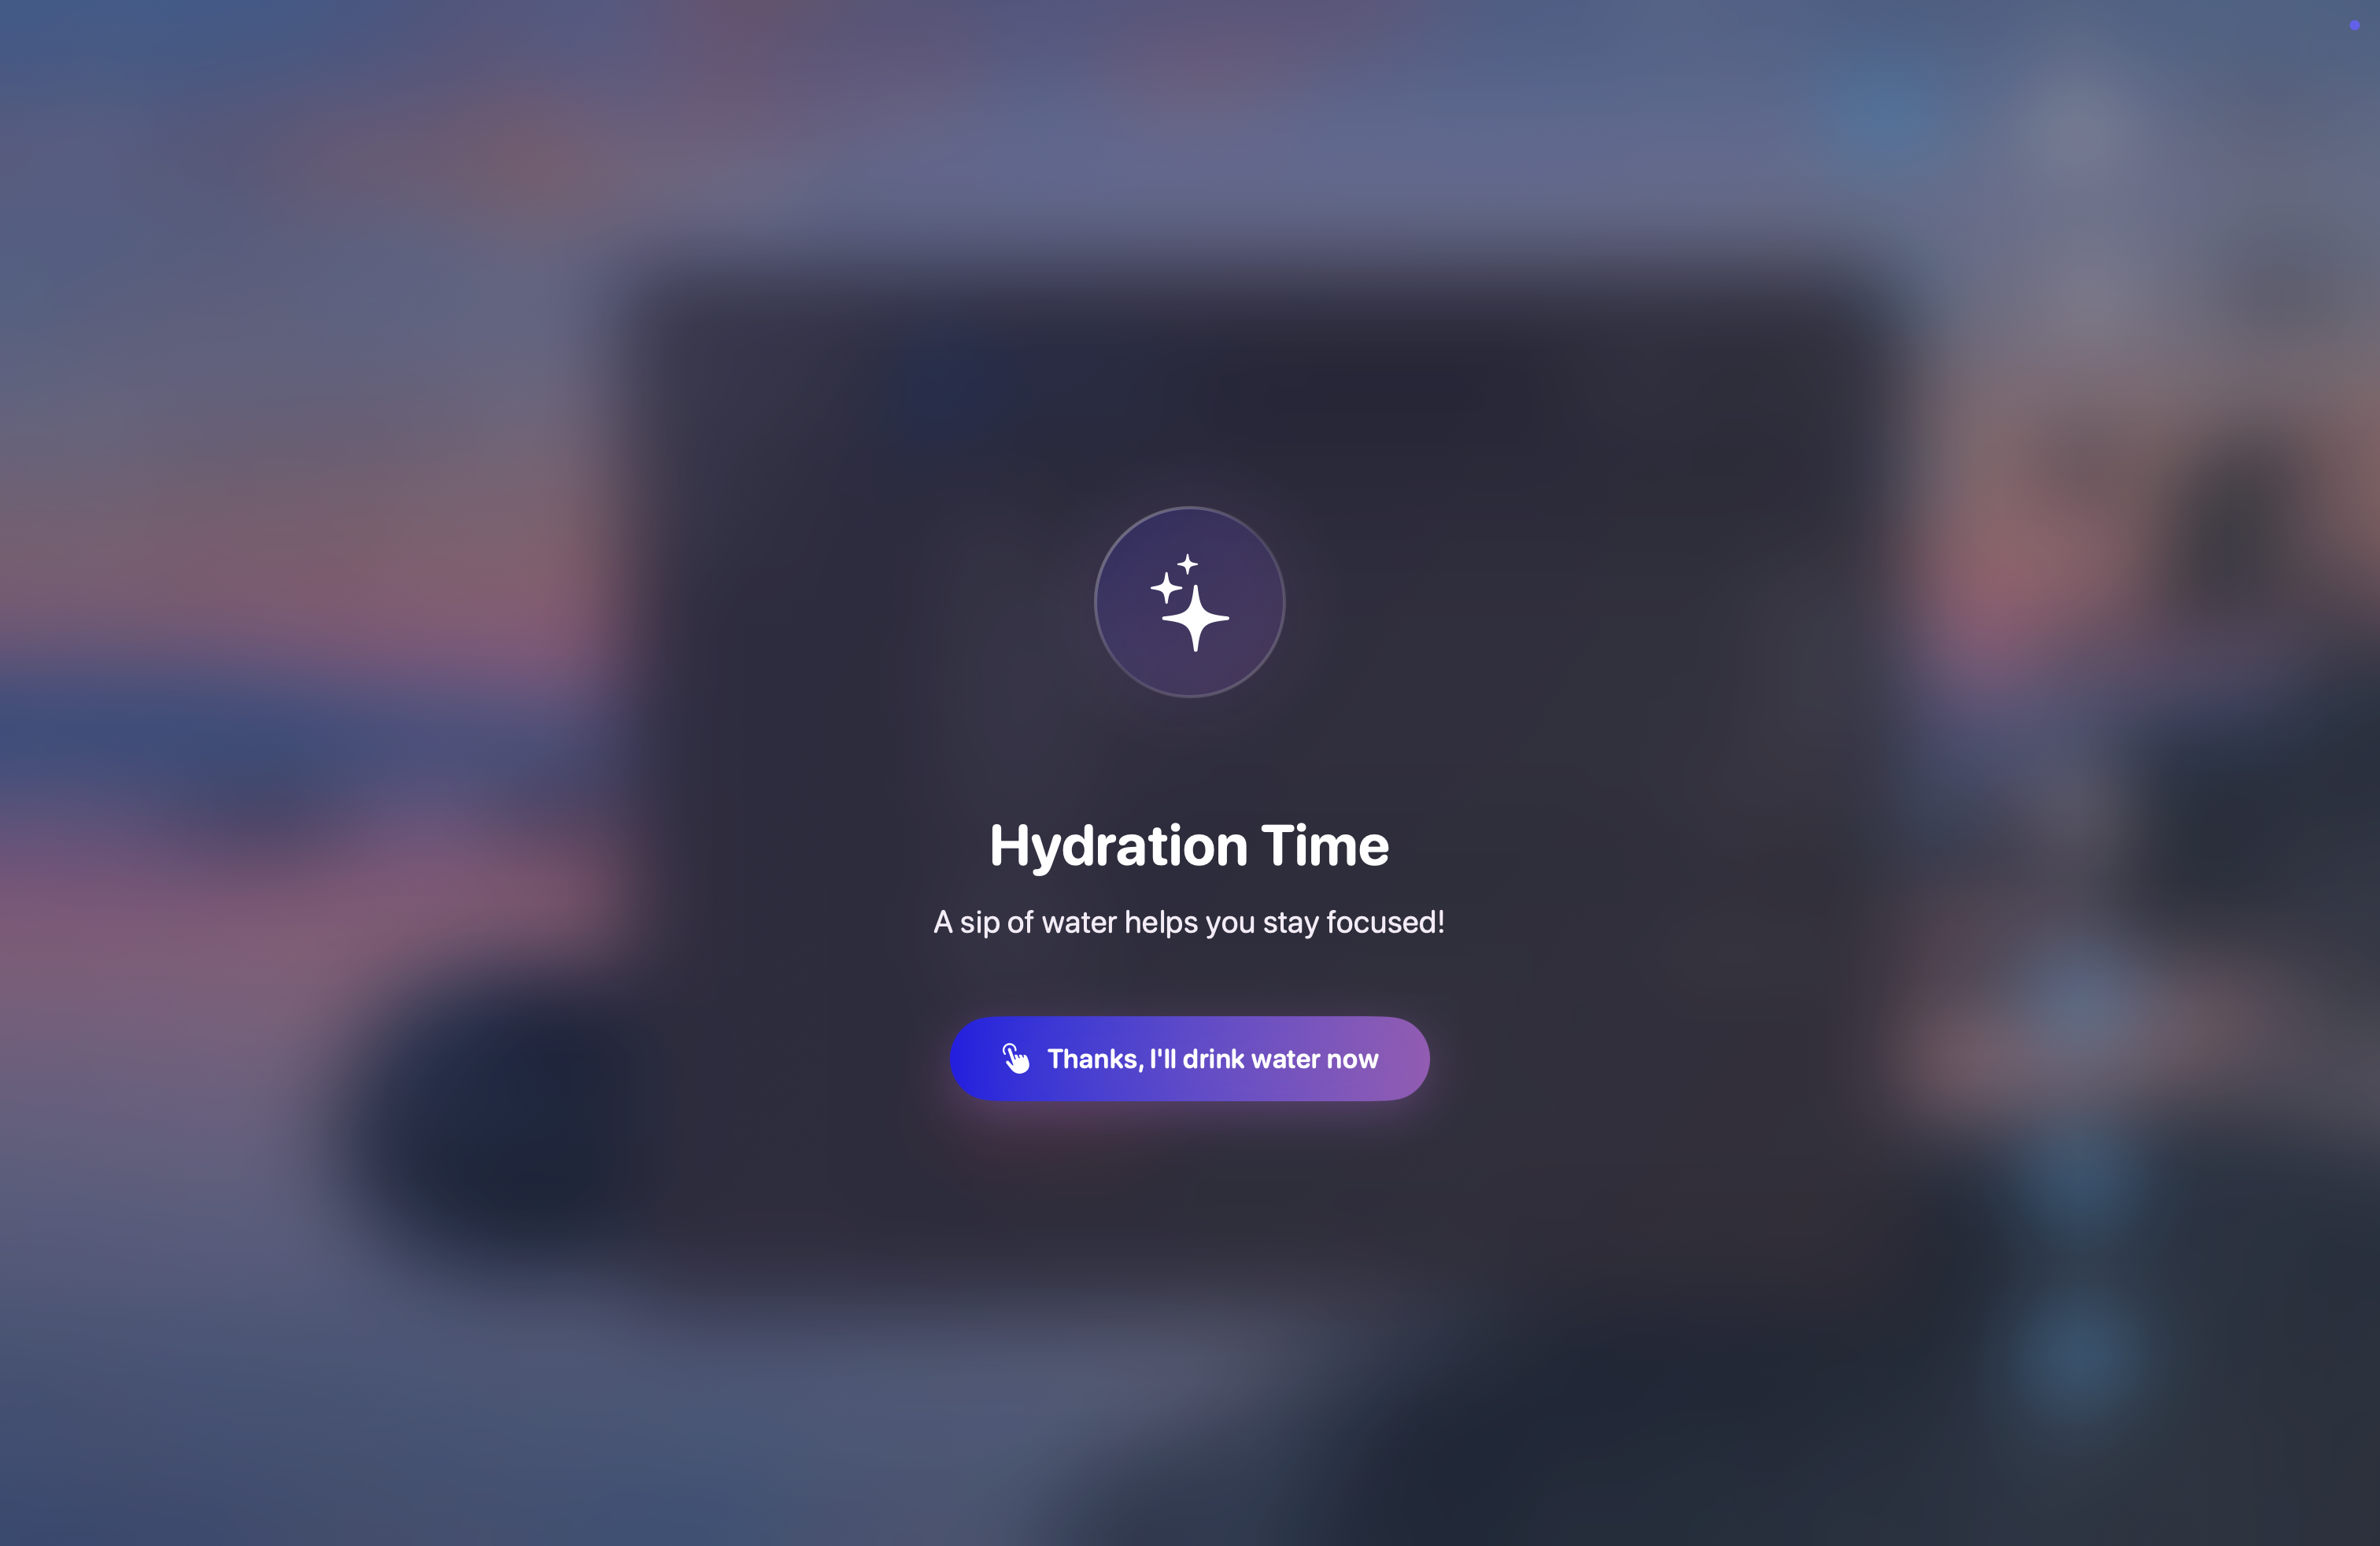 Hydration Time
A sip of water helps you stay focused!
Thanks, I'll drink water now